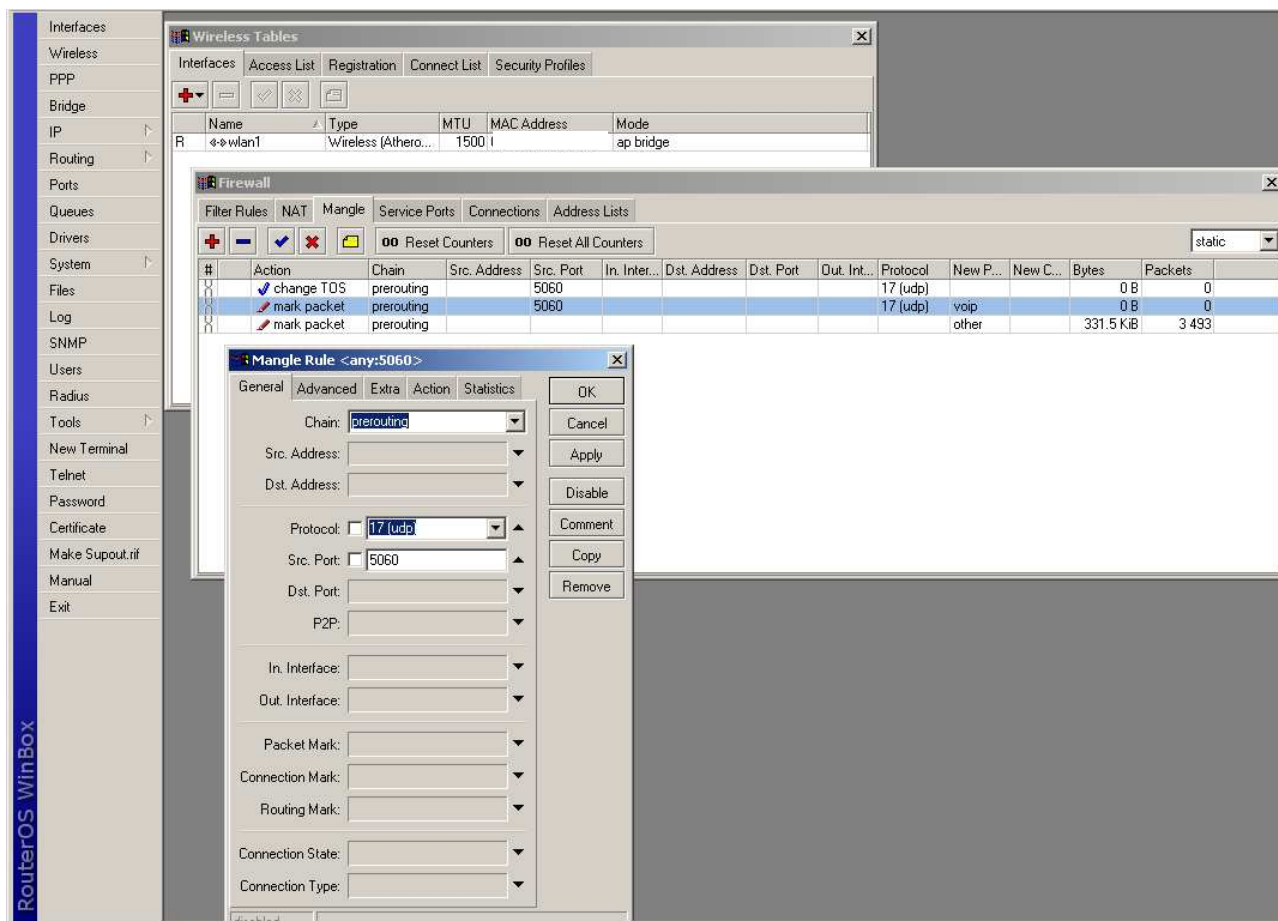 Interfaces
Wireless
PPP
Bridge
IP
Routing
Ports
Queues
Drivers
System
Files
Log
SNMP
Users
Radius
Tools
New Terminal
Telnet
Password
Certificate
Make Supout.rif
Manual
Exit
RouterOS WinBox
Wireless Tables
Interfaces Access List Registration Connect List Security Profiles
Name Type MTU MAC Address Mode
R wlan1 Wireless (Athero... 1500 ap bridge
Firewall
Filter Rules NAT Mangle Service Ports Connections Address Lists
00 Reset Counters 00 Reset All Counters static
# Action Chain Src. Address Src. Port In. Inter... Dst. Address Dst. Port Out. Int... Protocol New P... New C... Bytes Packets
change TOS prerouting 5060 17 (udp) 0 B 0
mark packet prerouting 5060 17 (udp) voip 0 B 0
mark packet prerouting other 331.5 KiB 3 493
Mangle Rule <any:5060>
General Advanced Extra Action Statistics
Chain: prerouting
Src. Address:
Dst. Address:
Protocol: 17 (udp)
Src. Port: 5060
Dst. Port:
P2P:
In. Interface:
Out. Interface:
Packet Mark:
Connection Mark:
Routing Mark:
Connection State:
Connection Type:
OK
Cancel
Apply
Disable
Comment
Copy
Remove
disabled